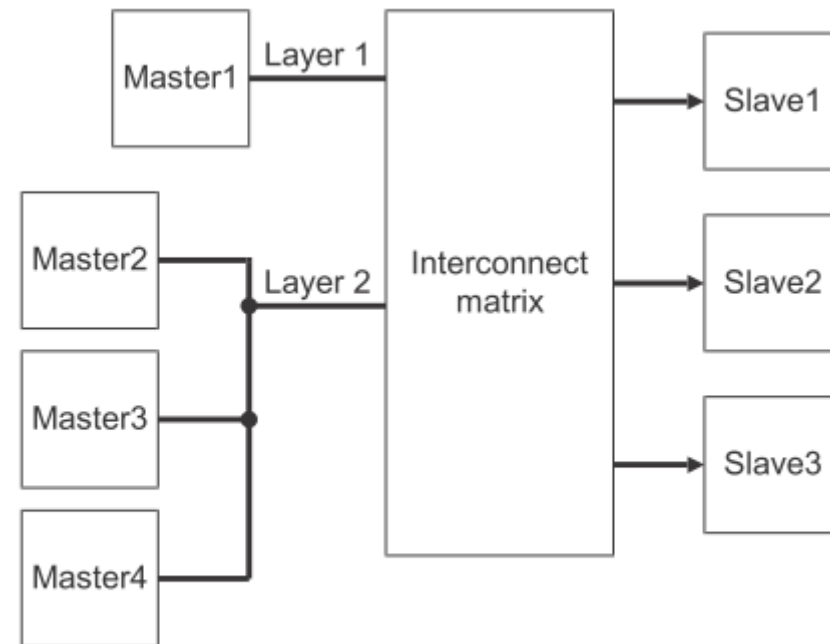 Master1
Layer 1
Slave1
Master2
Layer 2
Interconnect
matrix
Slave2
Master3
Slave3
Master4